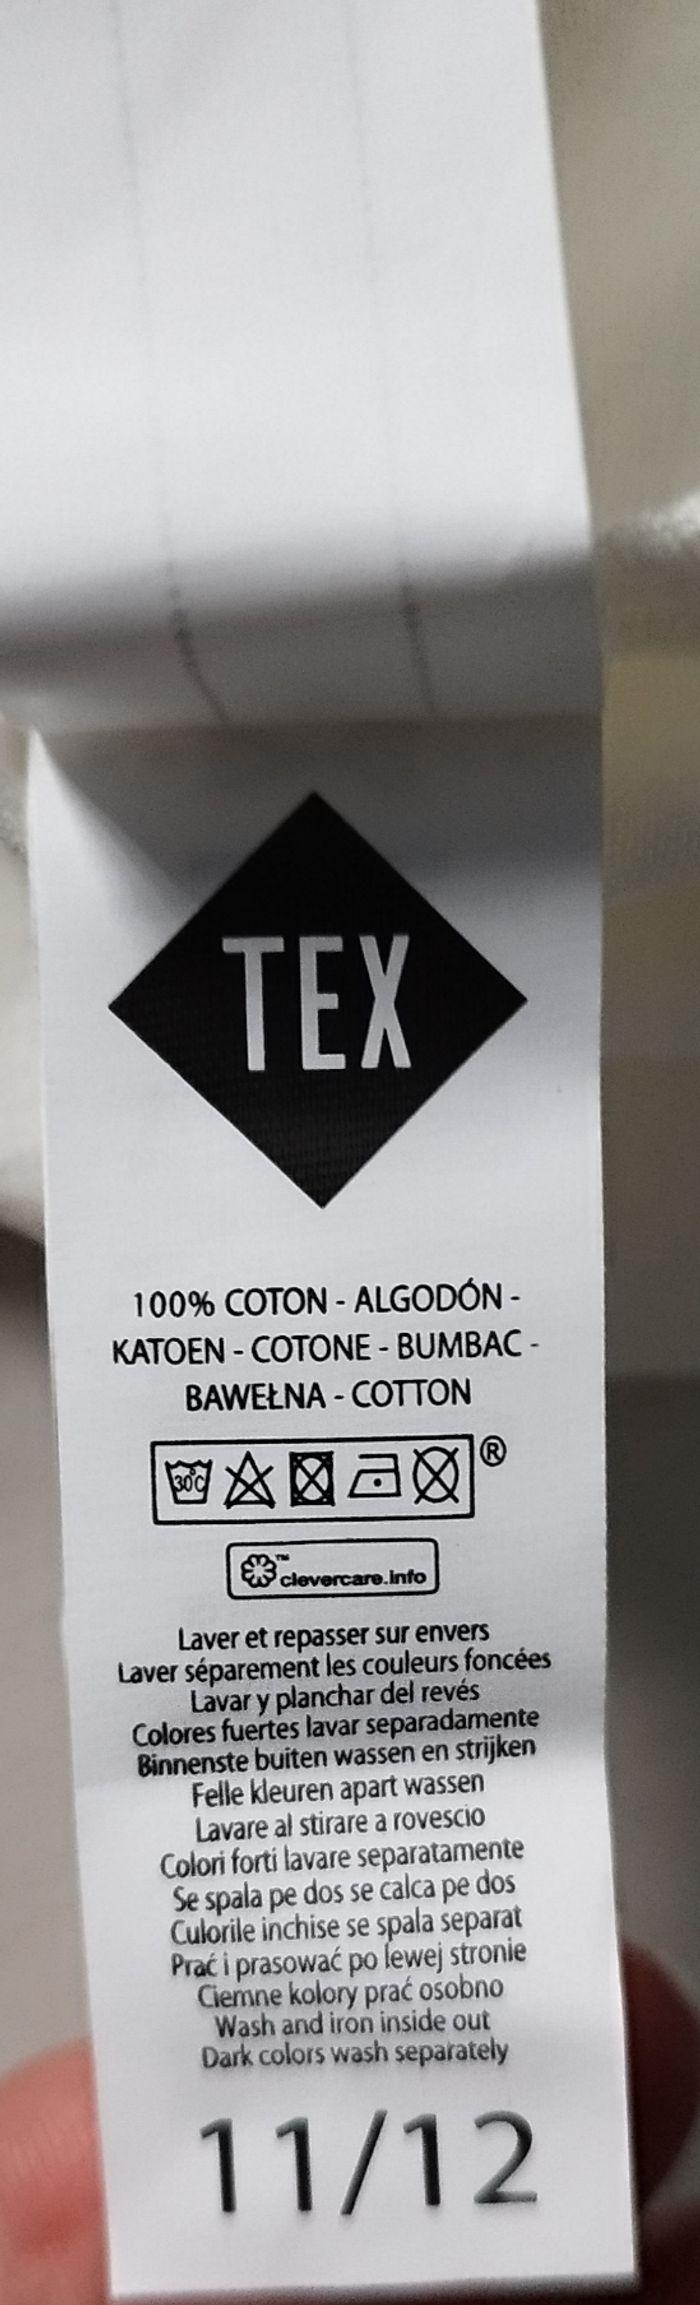 TEX
100% COTON - ALGODÓN -
KATOEN - COTONE - BUMBAC -
BAWEŁNA - COTTON
30°C ®
™ clevercare.info
Laver et repasser sur envers
Laver séparement les couleurs foncées
Lavar y planchar del revés
Colores fuertes lavar separadamente
Binnenste buiten wassen en strijken
Felle kleuren apart wassen
Lavare al stirare a rovescio
Colori forti lavare separatamente
Se spala pe dos se calca pe dos
Culorile inchise se spala separat
Prać i prasować po lewej stronie
Ciemne kolory prać osobno
Wash and iron inside out
Dark colors wash separately
11/12